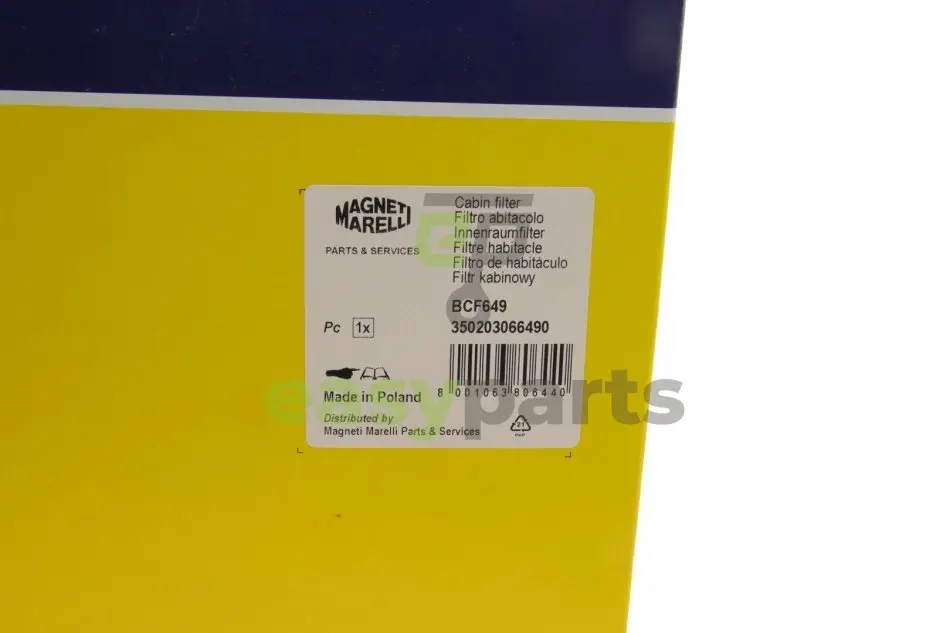 MAGNETI
MARELLI
PARTS & SERVICES
Cabin filter
Filtro abitacolo
Innenraumfilter
Filtre habitacle
Filtro de habitáculo
Filtr kabinowy
BCF649
350203066490
Pc 1x
8 001063 806440
Made in Poland
Distributed by
Magneti Marelli Parts & Services
21
easyparts